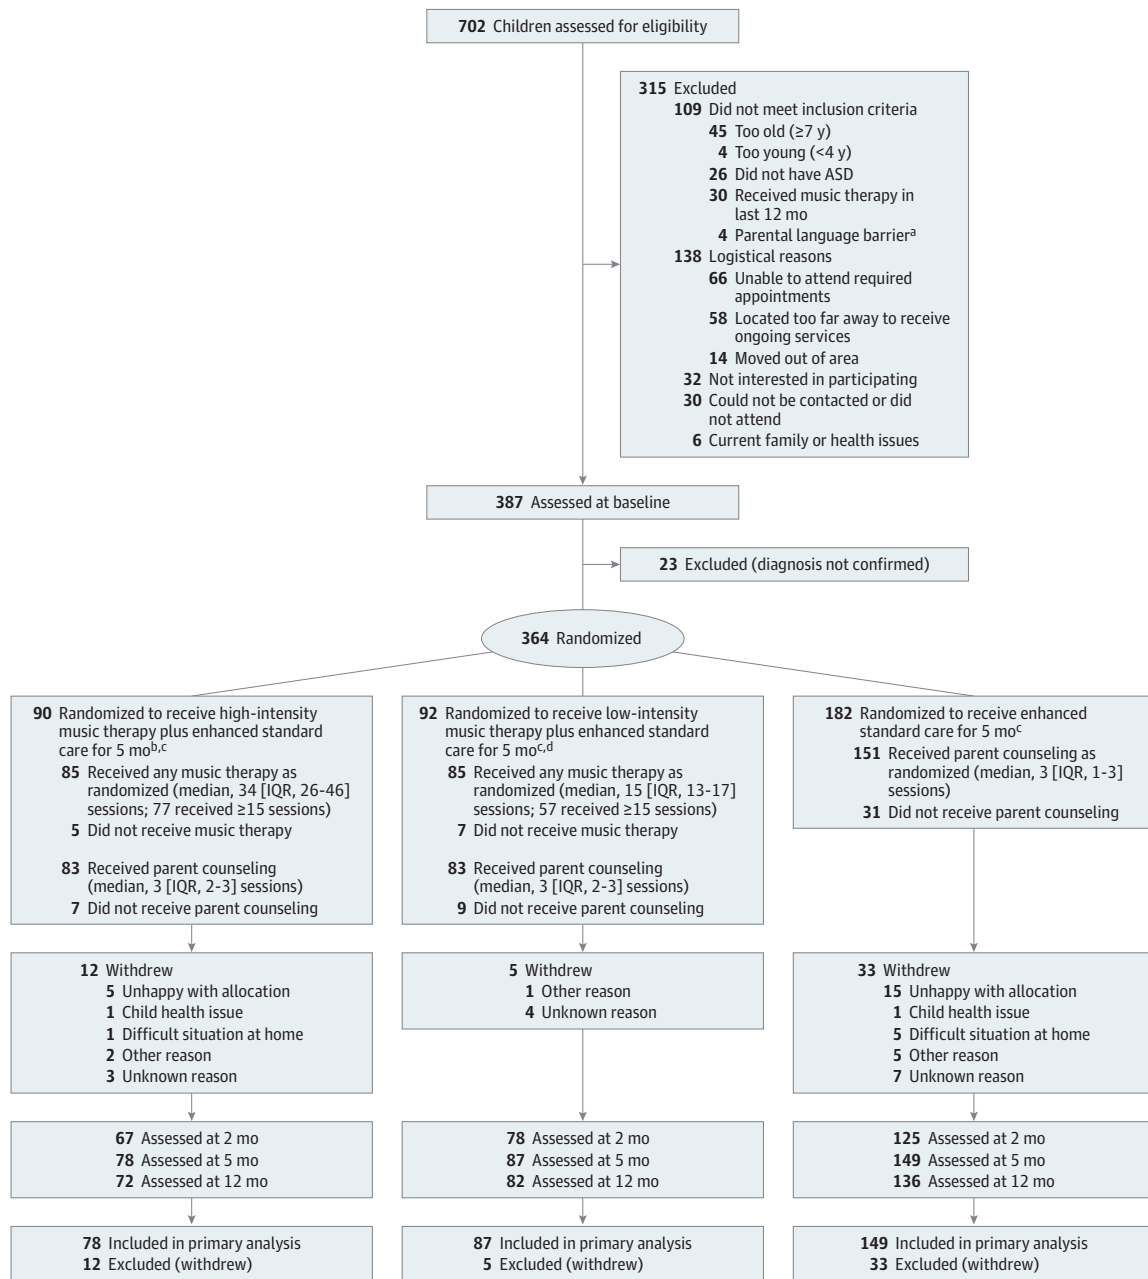 702 Children assessed for eligibility
315 Excluded
109 Did not meet inclusion criteria
45 Too old (≥7 y)
4 Too young (<4 y)
26 Did not have ASD
30 Received music therapy in
last 12 mo
4 Parental language barrierᵃ
138 Logistical reasons
66 Unable to attend required
appointments
58 Located too far away to receive
ongoing services
14 Moved out of area
32 Not interested in participating
30 Could not be contacted or did
not attend
6 Current family or health issues
387 Assessed at baseline
23 Excluded (diagnosis not confirmed)
364 Randomized
90 Randomized to receive high-intensity
music therapy plus enhanced standard
care for 5 moᵇ,ᶜ
85 Received any music therapy as
randomized (median, 34 [IQR, 26-46]
sessions; 77 received ≥15 sessions)
5 Did not receive music therapy
83 Received parent counseling
(median, 3 [IQR, 2-3] sessions)
7 Did not receive parent counseling
92 Randomized to receive low-intensity
music therapy plus enhanced standard
care for 5 moᶜ,ᵈ
85 Received any music therapy as
randomized (median, 15 [IQR, 13-17]
sessions; 57 received ≥15 sessions)
7 Did not receive music therapy
83 Received parent counseling
(median, 3 [IQR, 2-3] sessions)
9 Did not receive parent counseling
182 Randomized to receive enhanced
standard care for 5 moᶜ
151 Received parent counseling as
randomized (median, 3 [IQR, 1-3]
sessions)
31 Did not receive parent counseling
12 Withdrew
5 Unhappy with allocation
1 Child health issue
1 Difficult situation at home
2 Other reason
3 Unknown reason
5 Withdrew
1 Other reason
4 Unknown reason
33 Withdrew
15 Unhappy with allocation
1 Child health issue
5 Difficult situation at home
5 Other reason
7 Unknown reason
67 Assessed at 2 mo
78 Assessed at 5 mo
72 Assessed at 12 mo
78 Assessed at 2 mo
87 Assessed at 5 mo
82 Assessed at 12 mo
125 Assessed at 2 mo
149 Assessed at 5 mo
136 Assessed at 12 mo
78 Included in primary analysis
12 Excluded (withdrew)
87 Included in primary analysis
5 Excluded (withdrew)
149 Included in primary analysis
33 Excluded (withdrew)